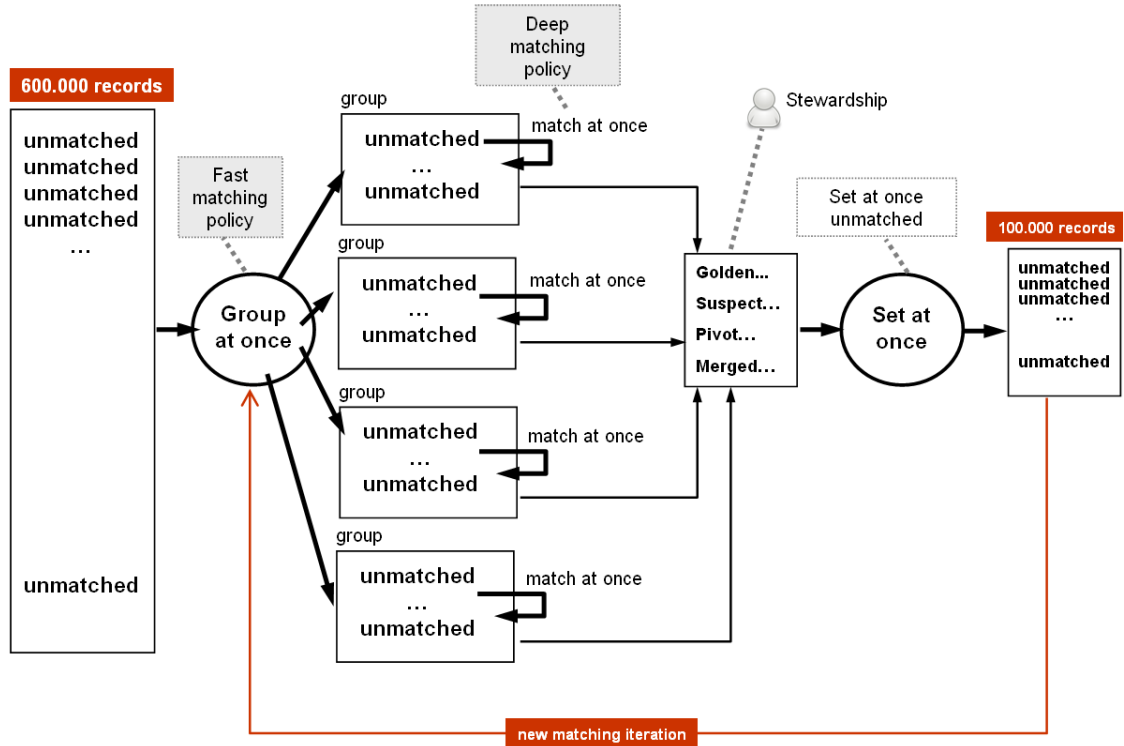 600.000 records
unmatched
unmatched
unmatched
unmatched
...
unmatched
Fast
matching
policy
Group
at once
Deep
matching
policy
group
unmatched
...
unmatched
match at once
group
unmatched
...
unmatched
match at once
group
unmatched
...
unmatched
match at once
group
unmatched
...
unmatched
match at once
Stewardship
Golden...
Suspect...
Pivot...
Merged...
Set at once
unmatched
Set at
once
100.000 records
unmatched
unmatched
unmatched
...
unmatched
new matching iteration